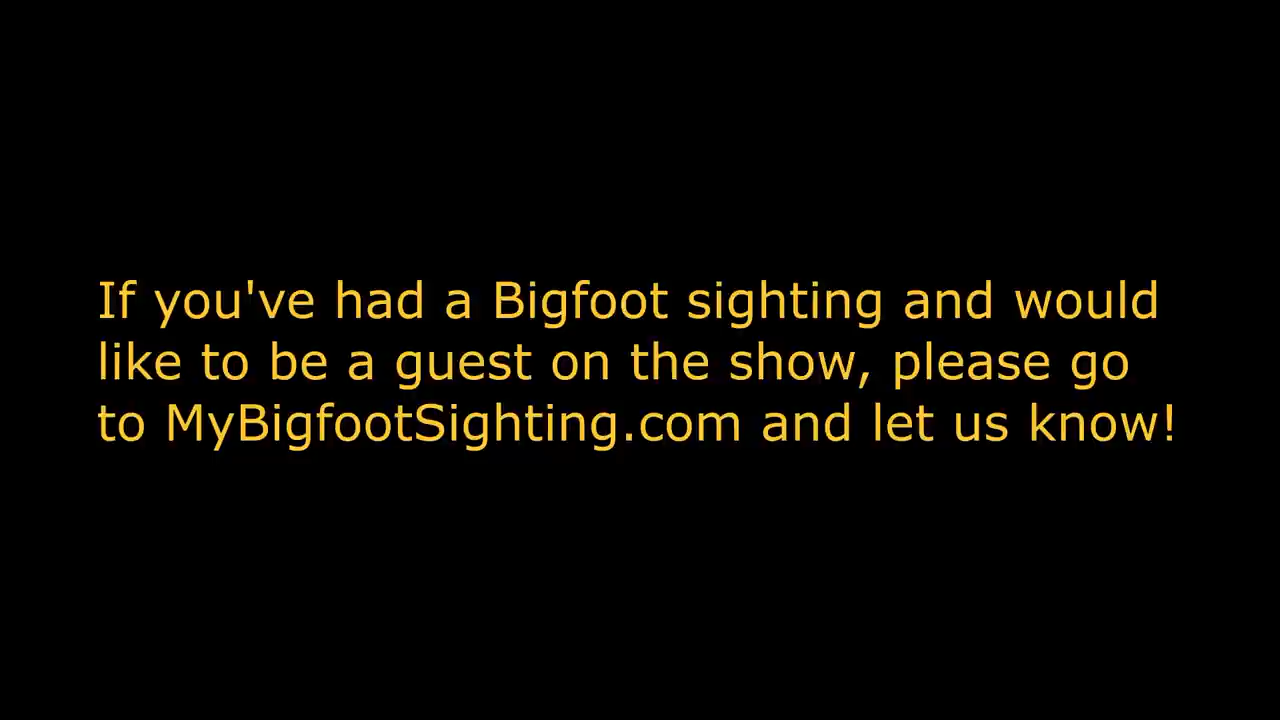 If you've had a Bigfoot sighting and would
like to be a guest on the show, please go
to MyBigfootSighting.com and let us know!